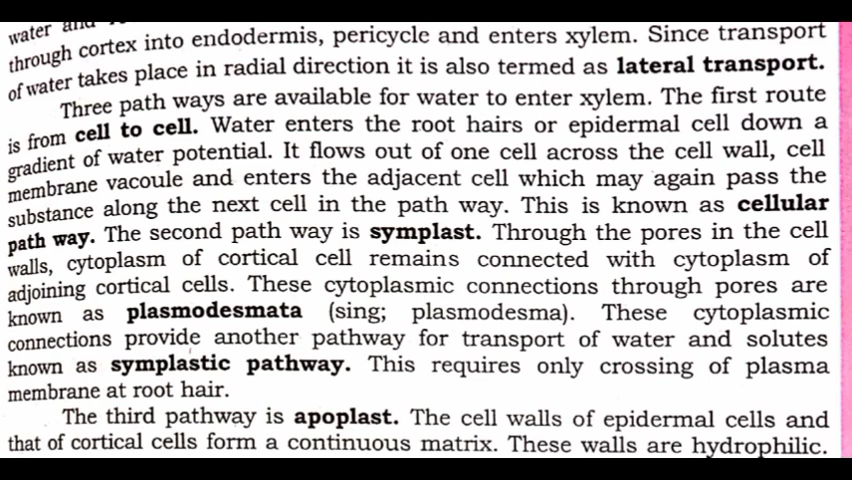 water and
through cortex into endodermis, pericycle and enters xylem. Since transport
of water takes place in radial direction it is also termed as lateral transport.
Three path ways are available for water to enter xylem. The first route
is from cell to cell. Water enters the root hairs or epidermal cell down a
gradient of water potential. It flows out of one cell across the cell wall, cell
membrane vacoule and enters the adjacent cell which may again pass the
substance along the next cell in the path way. This is known as cellular
path way. The second path way is symplast. Through the pores in the cell
walls, cytoplasm of cortical cell remains connected with cytoplasm of
adjoining cortical cells. These cytoplasmic connections through pores are
known as plasmodesmata (sing; plasmodesma). These cytoplasmic
connections provide another pathway for transport of water and solutes
known as symplastic pathway. This requires only crossing of plasma
membrane at root hair.
The third pathway is apoplast. The cell walls of epidermal cells and
that of cortical cells form a continuous matrix. These walls are hydrophilic.